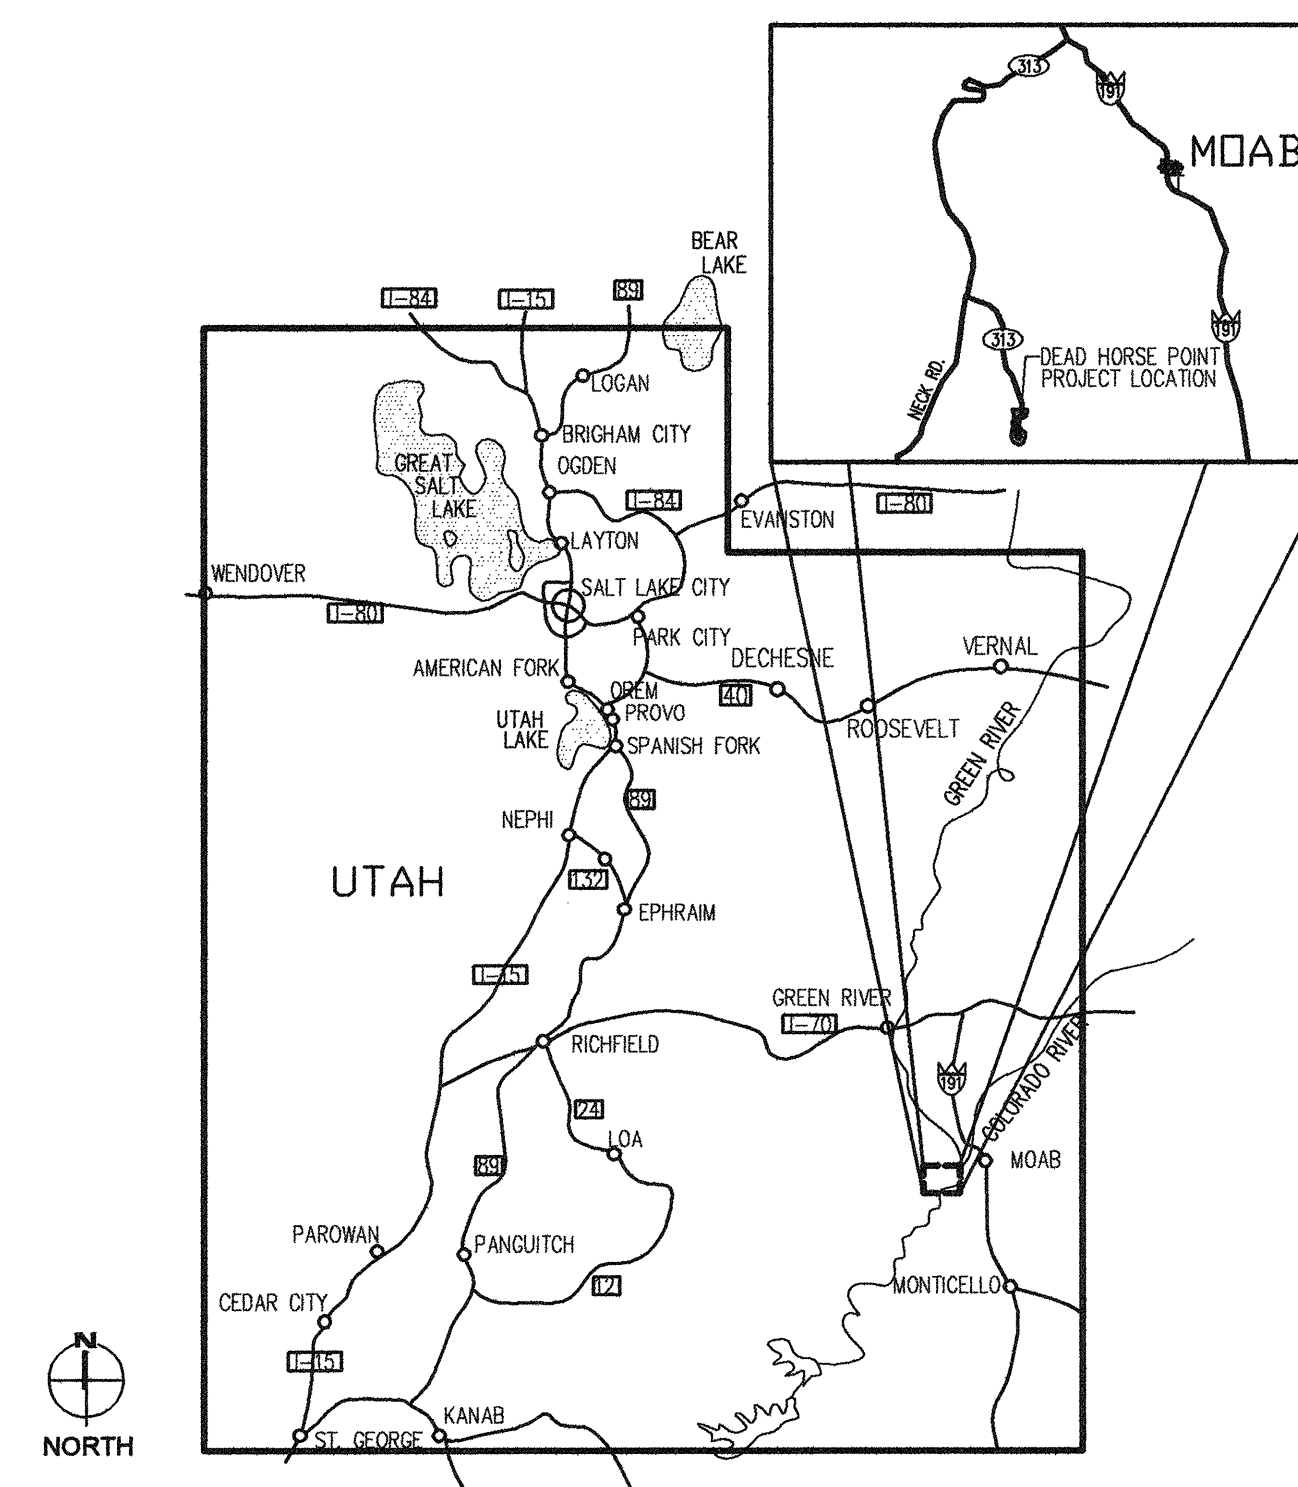 313
191
MOAB
313
191
DEAD HORSE POINT
PROJECT LOCATION
NECK RD.
BEAR
LAKE
I-84
I-15
89
LOGAN
BRIGHAM CITY
OGDEN
GREAT
SALT
LAKE
I-84
I-80
EVANSTON
LAYTON
WENDOVER
SALT LAKE CITY
I-80
PARK CITY
AMERICAN FORK
DECHESNE
VERNAL
40
OREM
PROVO
UTAH
LAKE
ROOSEVELT
SPANISH FORK
GREEN RIVER
89
NEPHI
132
UTAH
EPHRAIM
I-15
GREEN RIVER
I-70
RICHFIELD
191
COLORADO RIVER
24
LOA
89
MOAB
PAROWAN
PANGUITCH
12
MONTICELLO
CEDAR CITY
I-15
KANAB
ST. GEORGE
N
NORTH